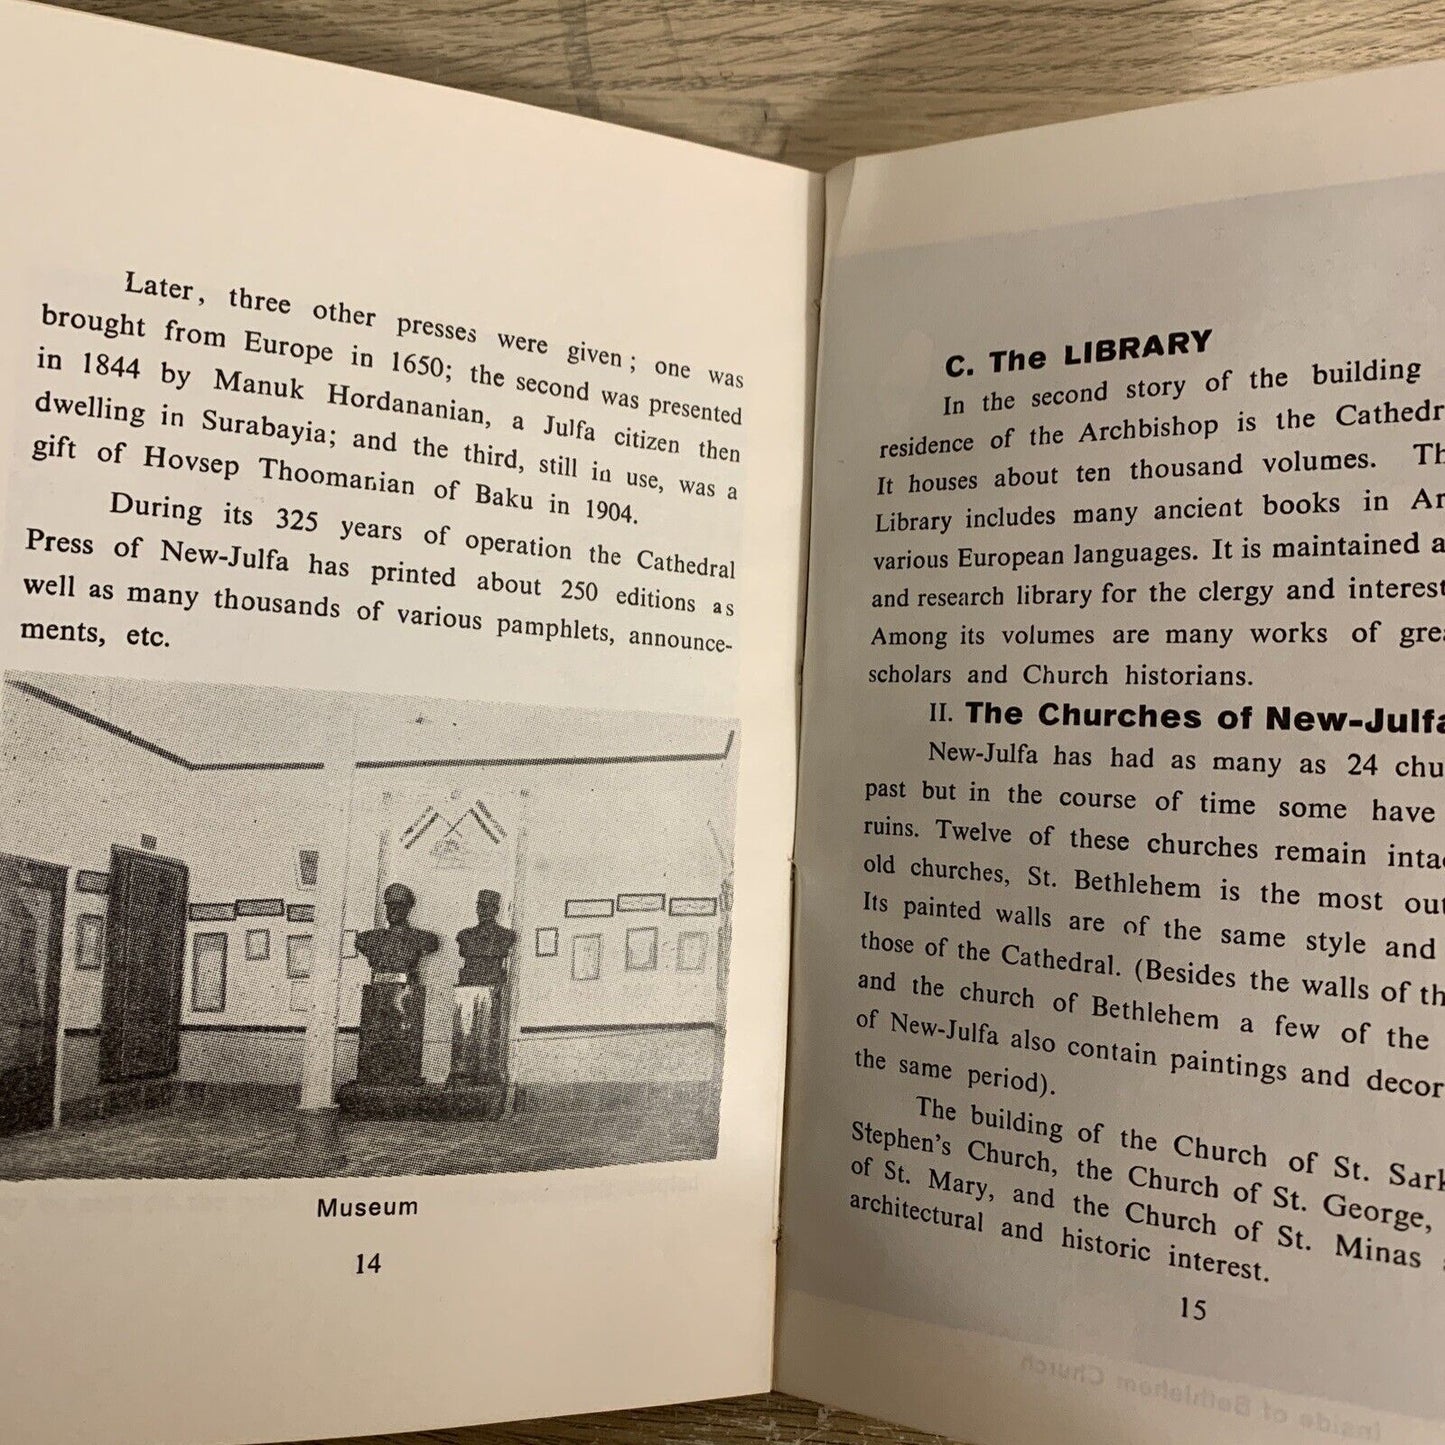 Later, three other presses were given; one was
brought from Europe in 1650; the second was presented
in 1844 by Manuk Hordananian, a Julfa citizen then
dwelling in Surabayia; and the third, still in use, was a
gift of Hovsep Thoomanian of Baku in 1904.
During its 325 years of operation the Cathedral
Press of New-Julfa has printed about 250 editions as
well as many thousands of various pamphlets, announce-
ments, etc.
Museum
14
C. The LIBRARY
In the second story of the building
residence of the Archbishop is the Cathedr
It houses about ten thousand volumes. Th
Library includes many ancient books in Ar
various European languages. It is maintained a
and research library for the clergy and interest
Among its volumes are many works of grea
scholars and Church historians.
II. The Churches of New-Julfa
New-Julfa has had as many as 24 chu
past but in the course of time some have
ruins. Twelve of these churches remain intac
old churches, St. Bethlehem is the most out
Its painted walls are of the same style and
those of the Cathedral. (Besides the walls of th
and the church of Bethlehem a few of the
of New-Julfa also contain paintings and decor
the same period).
The building of the Church of St. Sark
Stephen's Church, the Church of St. George,
of St. Mary, and the Church of St. Minas
architectural and historic interest.
15
Inside of Bethlehem Church